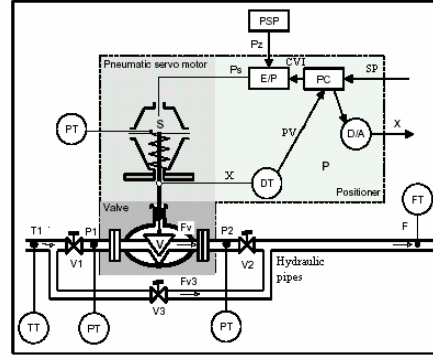 PSP
Pz
Pneumatic servo motor
Ps
E/P
CVI
PC
SP
S
PT
PV
D/A
X
X
DT
P
Positioner
FT
Valve
Fv
F
T1
P1
V
P2
V1
V2
Hydraulic
pipes
Fv3
V3
TT
PT
PT